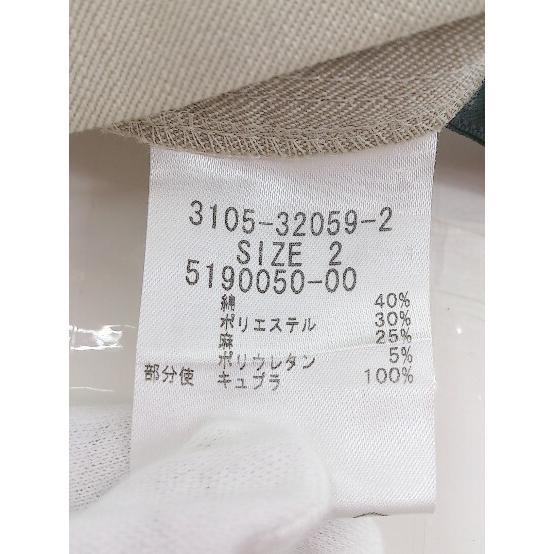 3105-32059-2
SIZE 2
5190050-00
綿 40%
ポリエステル 30%
麻 25%
ポリウレタン 5%
部分使 キュプラ 100%